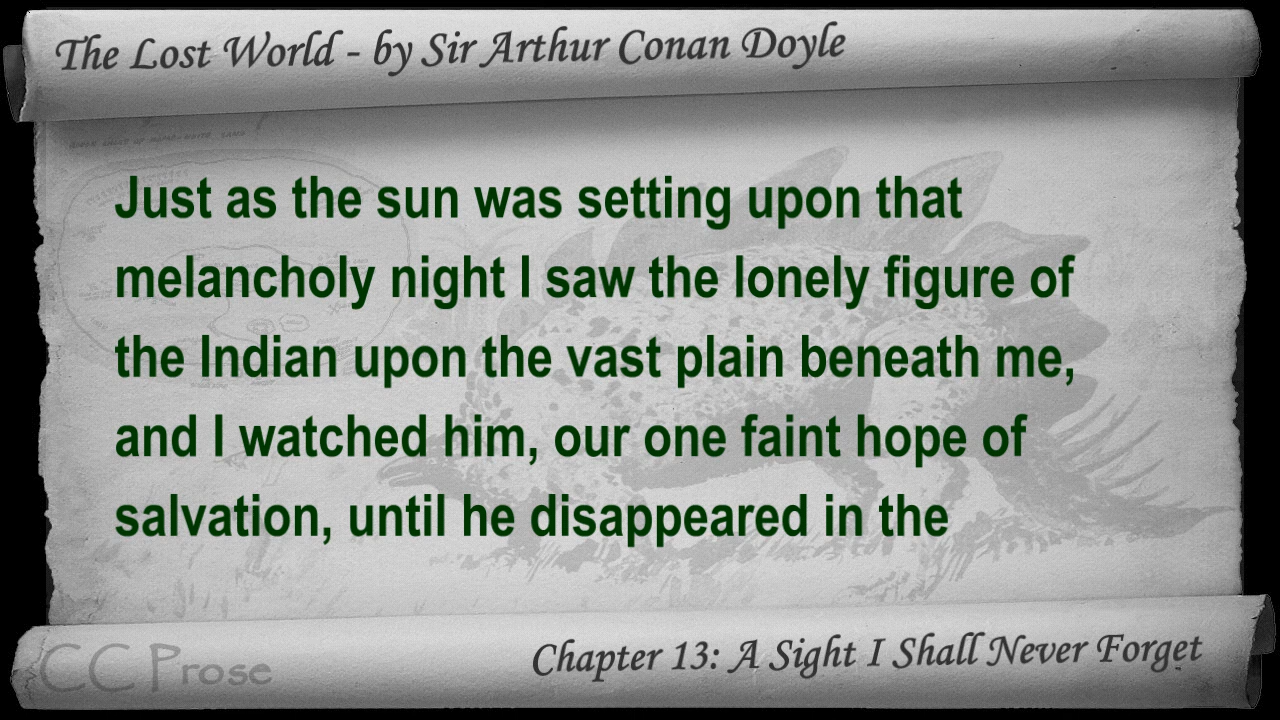 The Lost World - by Sir Arthur Conan Doyle
Just as the sun was setting upon that
melancholy night I saw the lonely figure of
the Indian upon the vast plain beneath me,
and I watched him, our one faint hope of
salvation, until he disappeared in the
CC Prose
Chapter 13: A Sight I Shall Never Forget